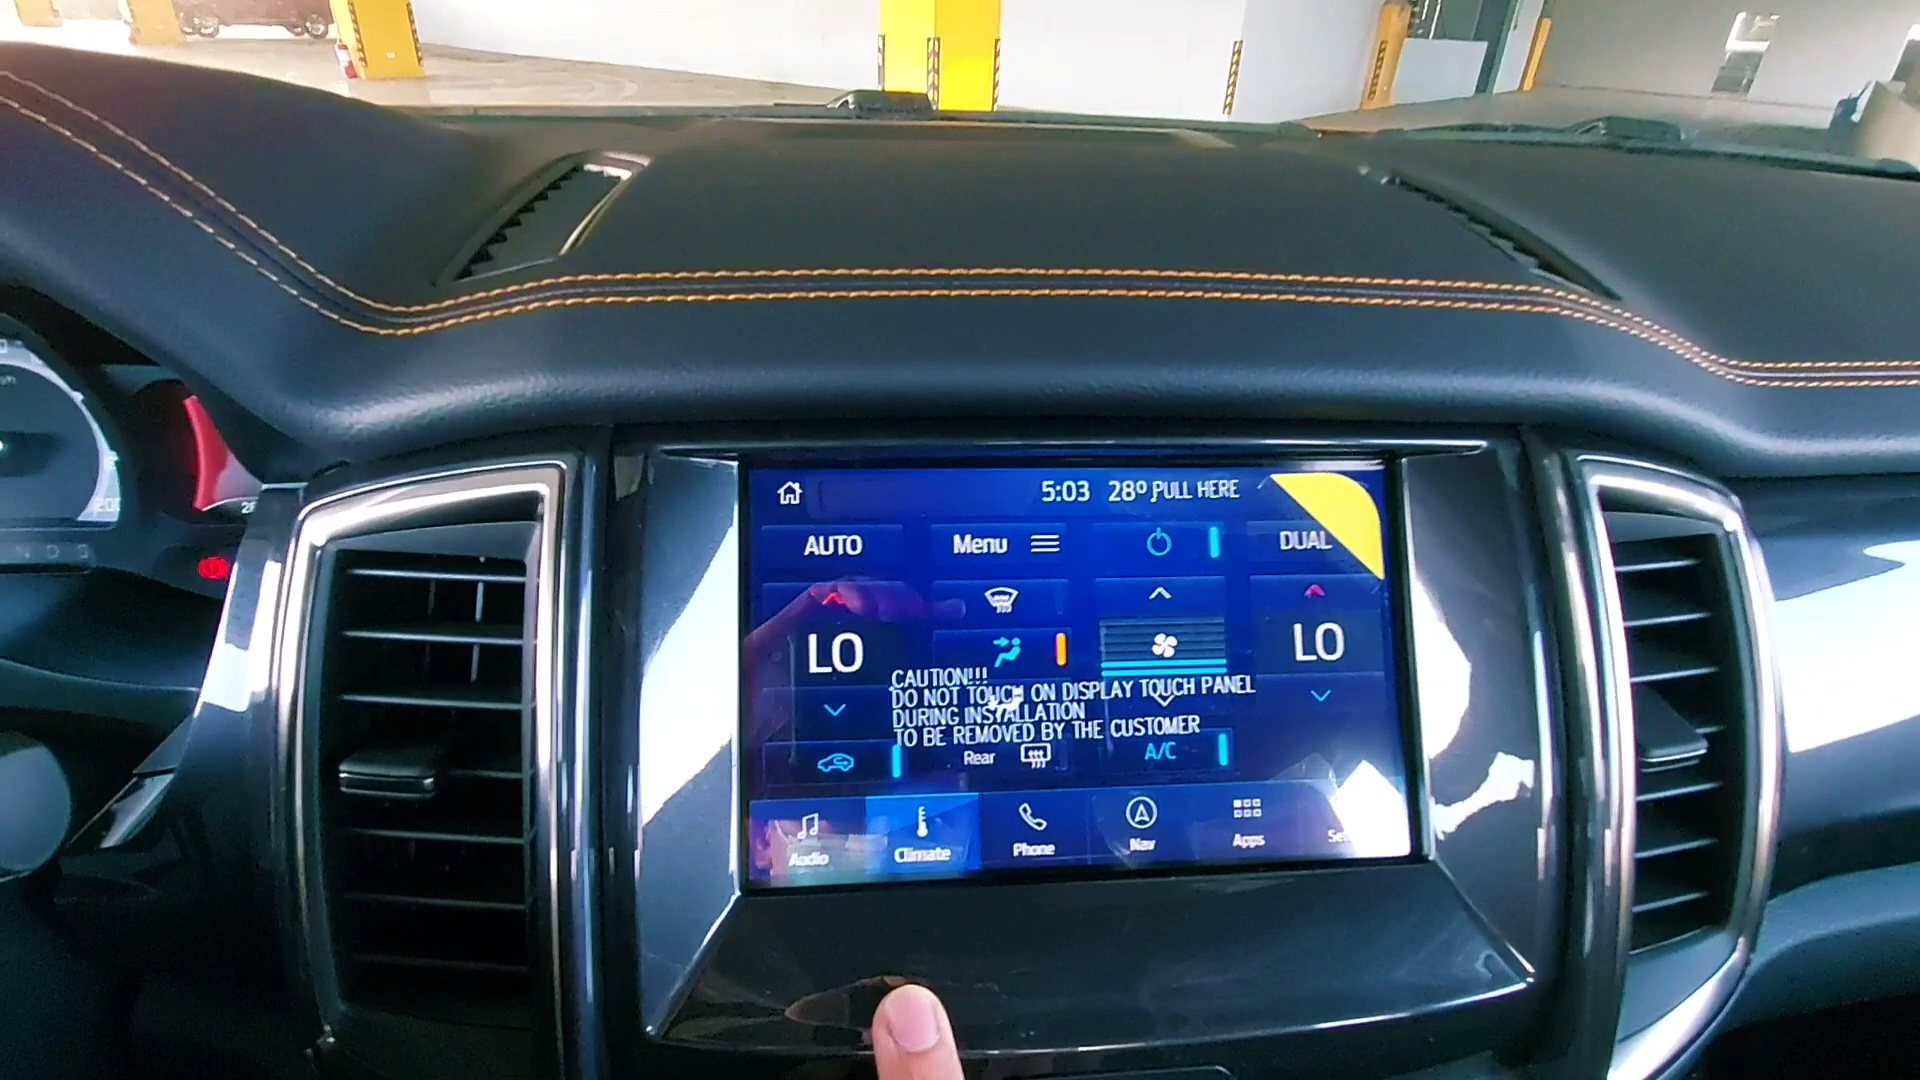 5:03 28° PULL HERE
AUTO Menu DUAL
LO LO
CAUTION!!!
DO NOT TOUCH ON DISPLAY TOUCH PANEL
DURING INSTALLATION
TO BE REMOVED BY THE CUSTOMER
Rear A/C
Audio Climate Phone Nav Apps
N D S
200